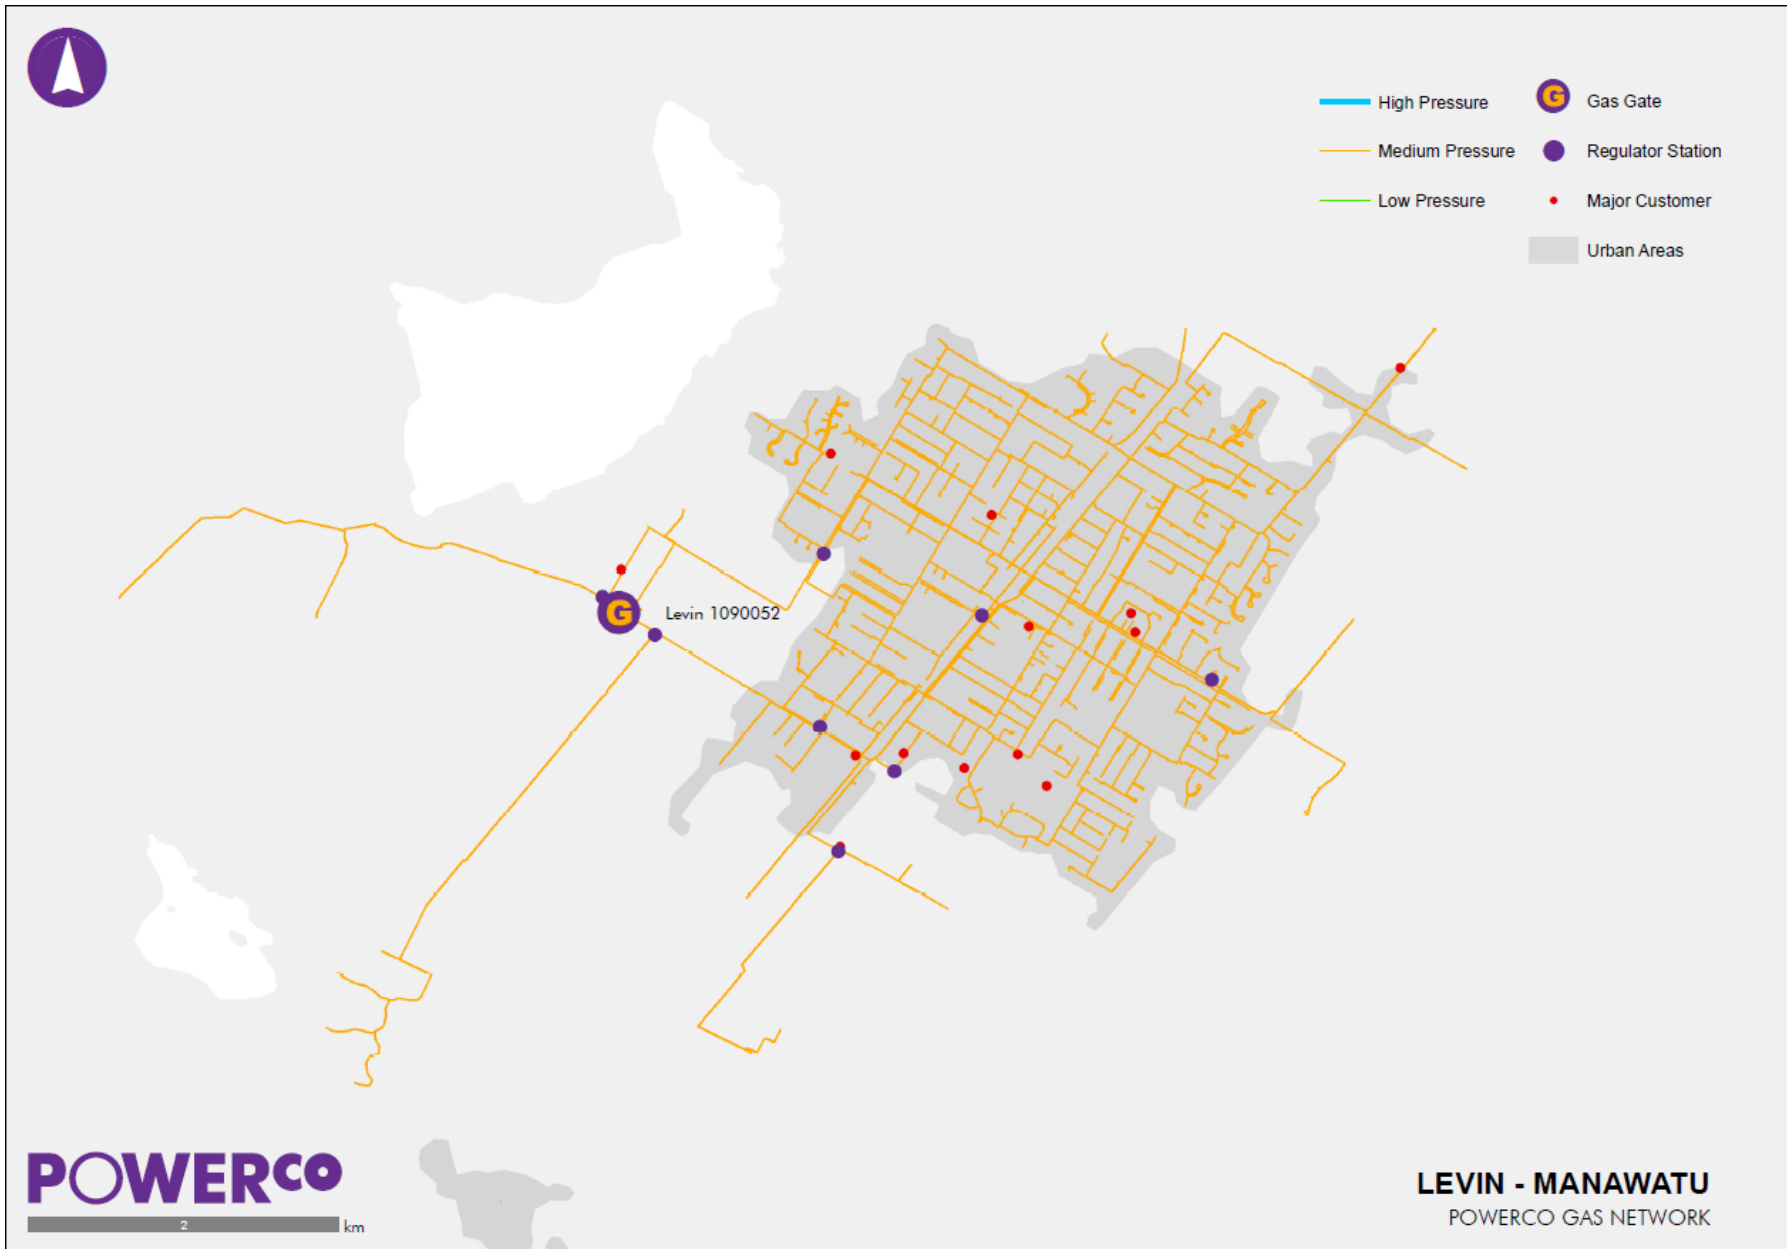 High Pressure
G
Gas Gate
Medium Pressure
Regulator Station
Low Pressure
Major Customer
Urban Areas
G
Levin 1090052
POWERCO
2
km
LEVIN - MANAWATU
POWERCO GAS NETWORK